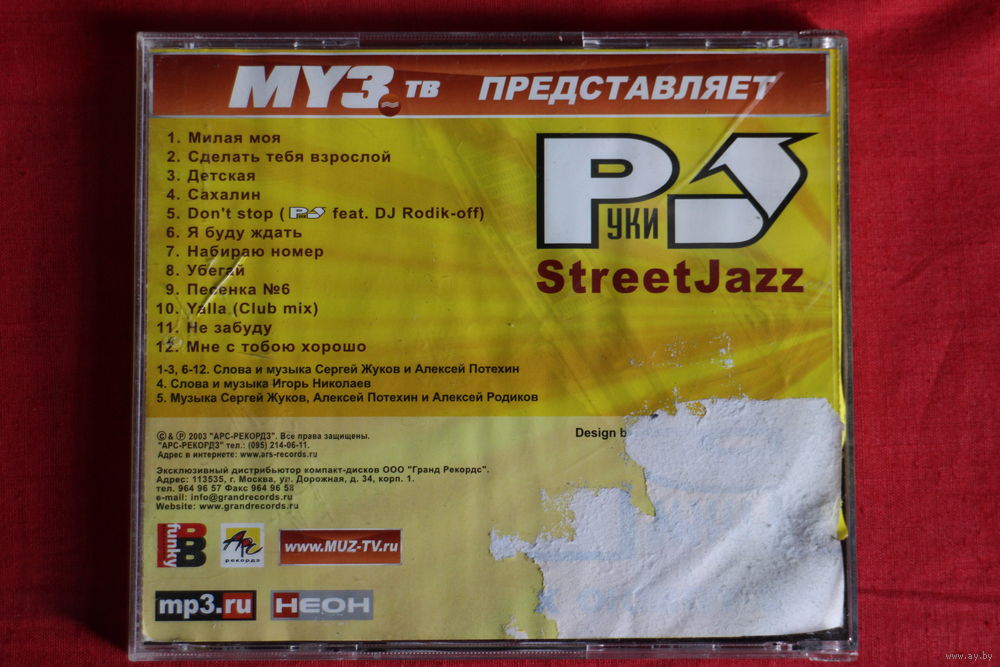 МУЗ ТВ ПРЕДСТАВЛЯЕТ
1. Милая моя
2. Сделать тебя взрослой
3. Детская
4. Сахалин
5. Don't stop ( feat. DJ Rodik-off)
6. Я буду ждать
7. Набираю номер
8. Убегай
9. Песенка №6
10. Yalla (Club mix)
11. Не забуду
12. Мне с тобою хорошо
Руки
StreetJazz
1-3, 6-12. Слова и музыка Сергей Жуков и Алексей Потехин
4. Слова и музыка Игорь Николаев
5. Музыка Сергей Жуков, Алексей Потехин и Алексей Родиков
Design b
© & ℗ 2003 "АРС-РЕКОРДЗ". Все права защищены.
"АРС-РЕКОРДЗ" тел.: (095) 214-06-11.
Адрес в интернете: www.ars-records.ru
Эксклюзивный дистрибьютор компакт-дисков ООО "Гранд Рекордс".
Адрес: 113535, г. Москва, ул. Дорожная, д. 34, корп. 1.
тел. 964 96 57 Факс 964 96 58
e-mail: info@grandrecords.ru
Website: www.grandrecords.ru
funky BB
Арс рекордз
www.MUZ-TV.ru
mp3.ru
НЕОН
www.ay.by